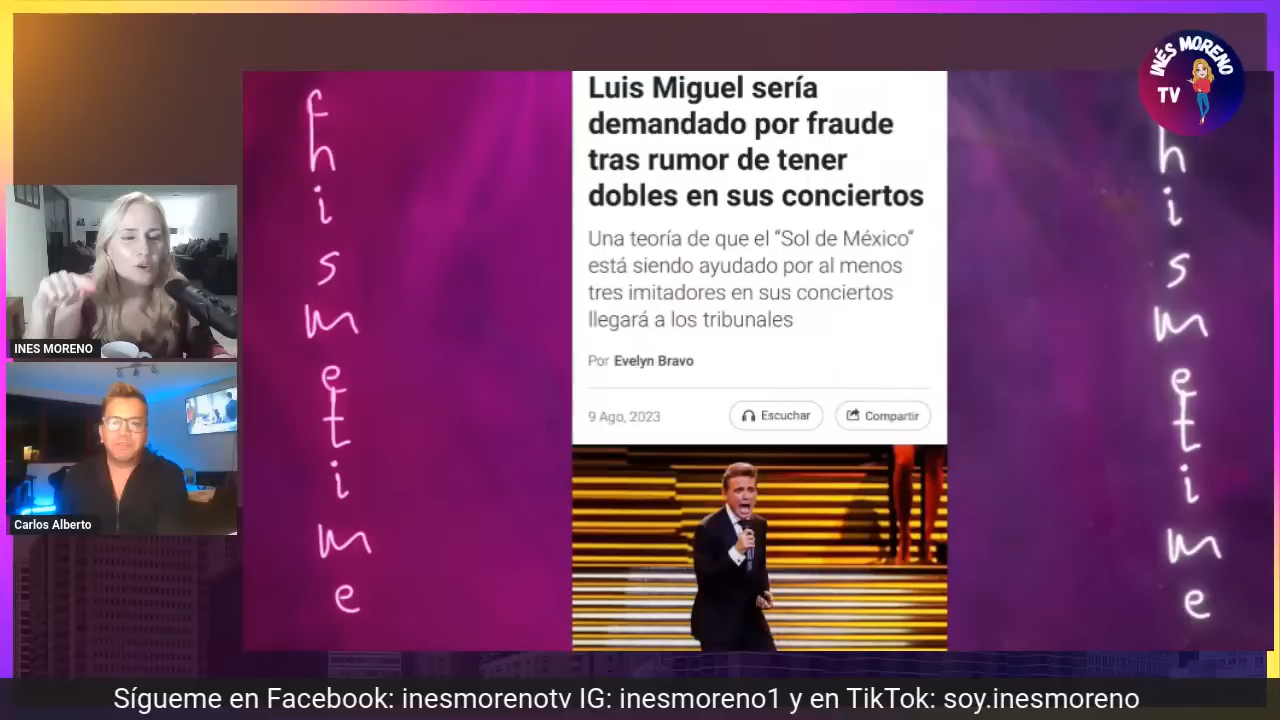 INÉS MORENO
TV
Luis Miguel sería
demandado por fraude
tras rumor de tener
dobles en sus conciertos
Una teoría de que el “Sol de México”
está siendo ayudado por al menos
tres imitadores en sus conciertos
llegará a los tribunales
Por Evelyn Bravo
9 Ago, 2023
Escuchar
Compartir
chismetime
hismetime
INES MORENO
Carlos Alberto
Sígueme en Facebook: inesmorenotv IG: inesmoreno1 y en TikTok: soy.inesmoreno